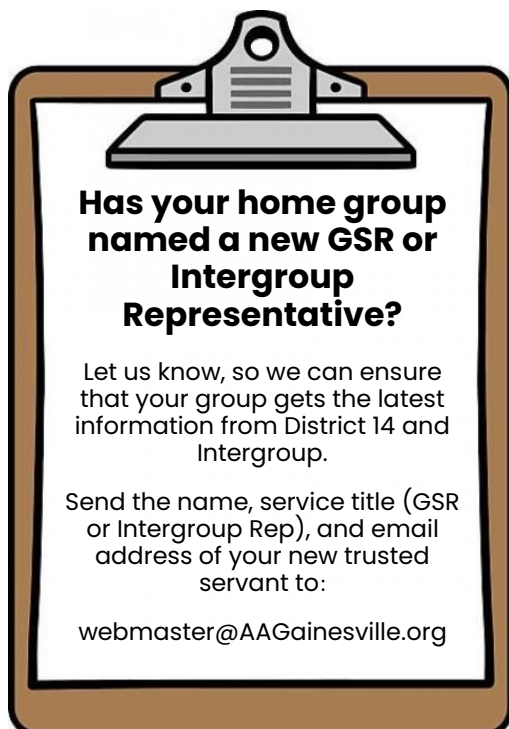 Has your home group
named a new GSR or
Intergroup
Representative?
Let us know, so we can ensure
that your group gets the latest
information from District 14 and
Intergroup.
Send the name, service title (GSR
or Intergroup Rep), and email
address of your new trusted
servant to:
webmaster@AAGainesville.org